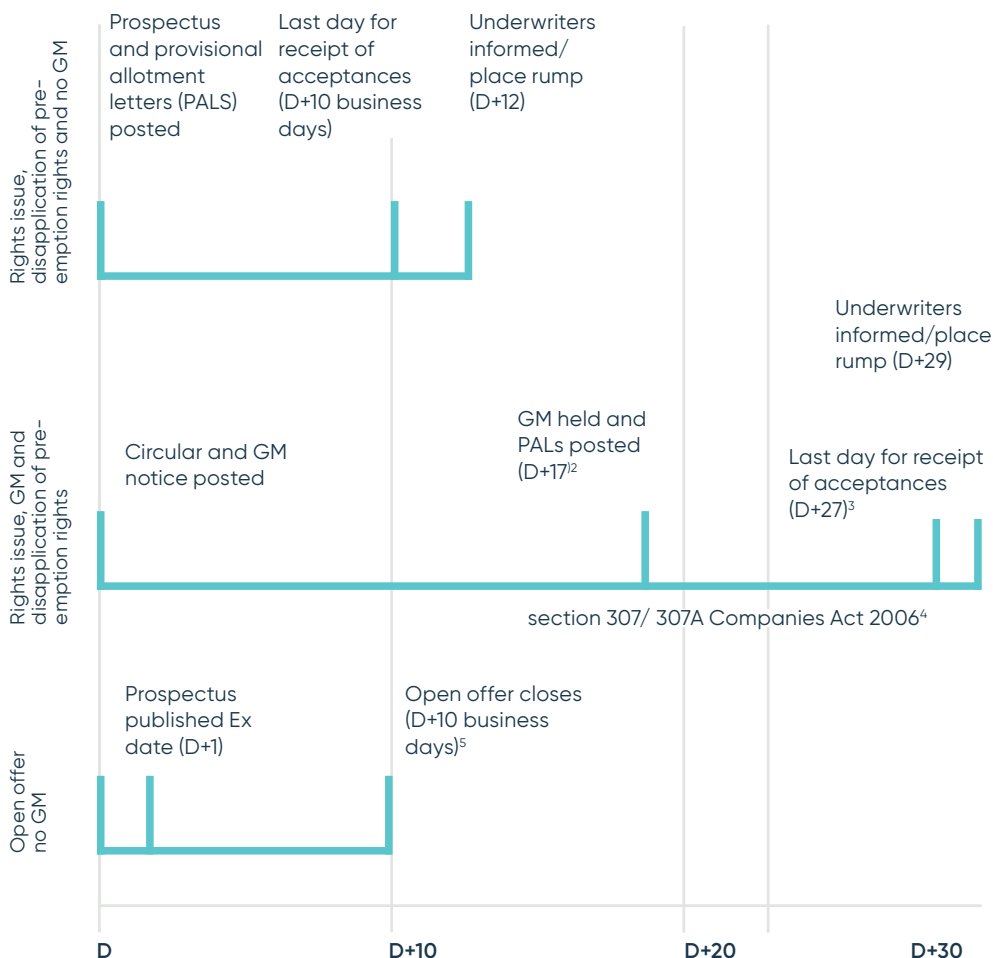 Rights issue,
disapplication of pre-
emption rights and no GM
Prospectus
and provisional
allotment
letters (PALS)
posted
Last day for
receipt of
acceptances
(D+10 business
days)
Underwriters
informed/
place rump
(D+12)
Rights issue, GM and
disapplication of pre-
emption rights
Circular and GM
notice posted
GM held and
PALs posted
(D+17)²
Last day for receipt
of acceptances
(D+27)³
Underwriters
informed/place
rump (D+29)
section 307/ 307A Companies Act 2006⁴
Open offer
no GM
Prospectus
published Ex
date (D+1)
Open offer closes
(D+10 business
days)⁵
D
D+10
D+20
D+30